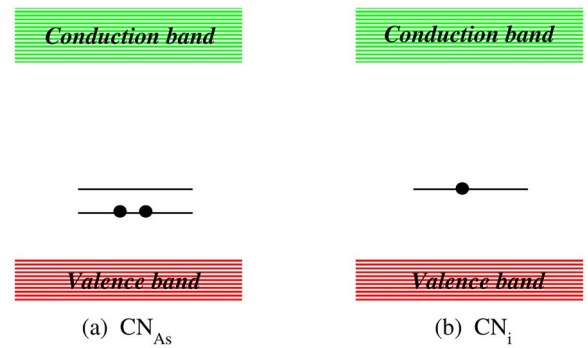 Conduction band
Conduction band
Valence band
Valence band
(a) CN_As
(b) CN_i